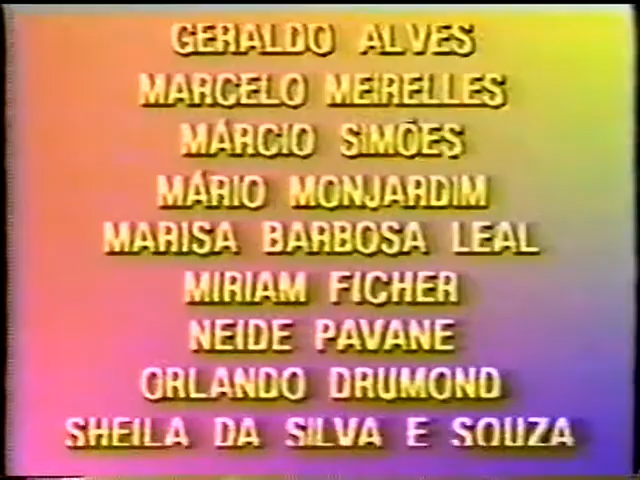 GERALDO ALVES
MARCELO MEIRELLES
MÁRCIO SIMÕES
MÁRIO MONJARDIM
MARISA BARBOSA LEAL
MIRIAM FICHER
NEIDE PAVANE
ORLANDO DRUMOND
SHEILA DA SILVA E SOUZA